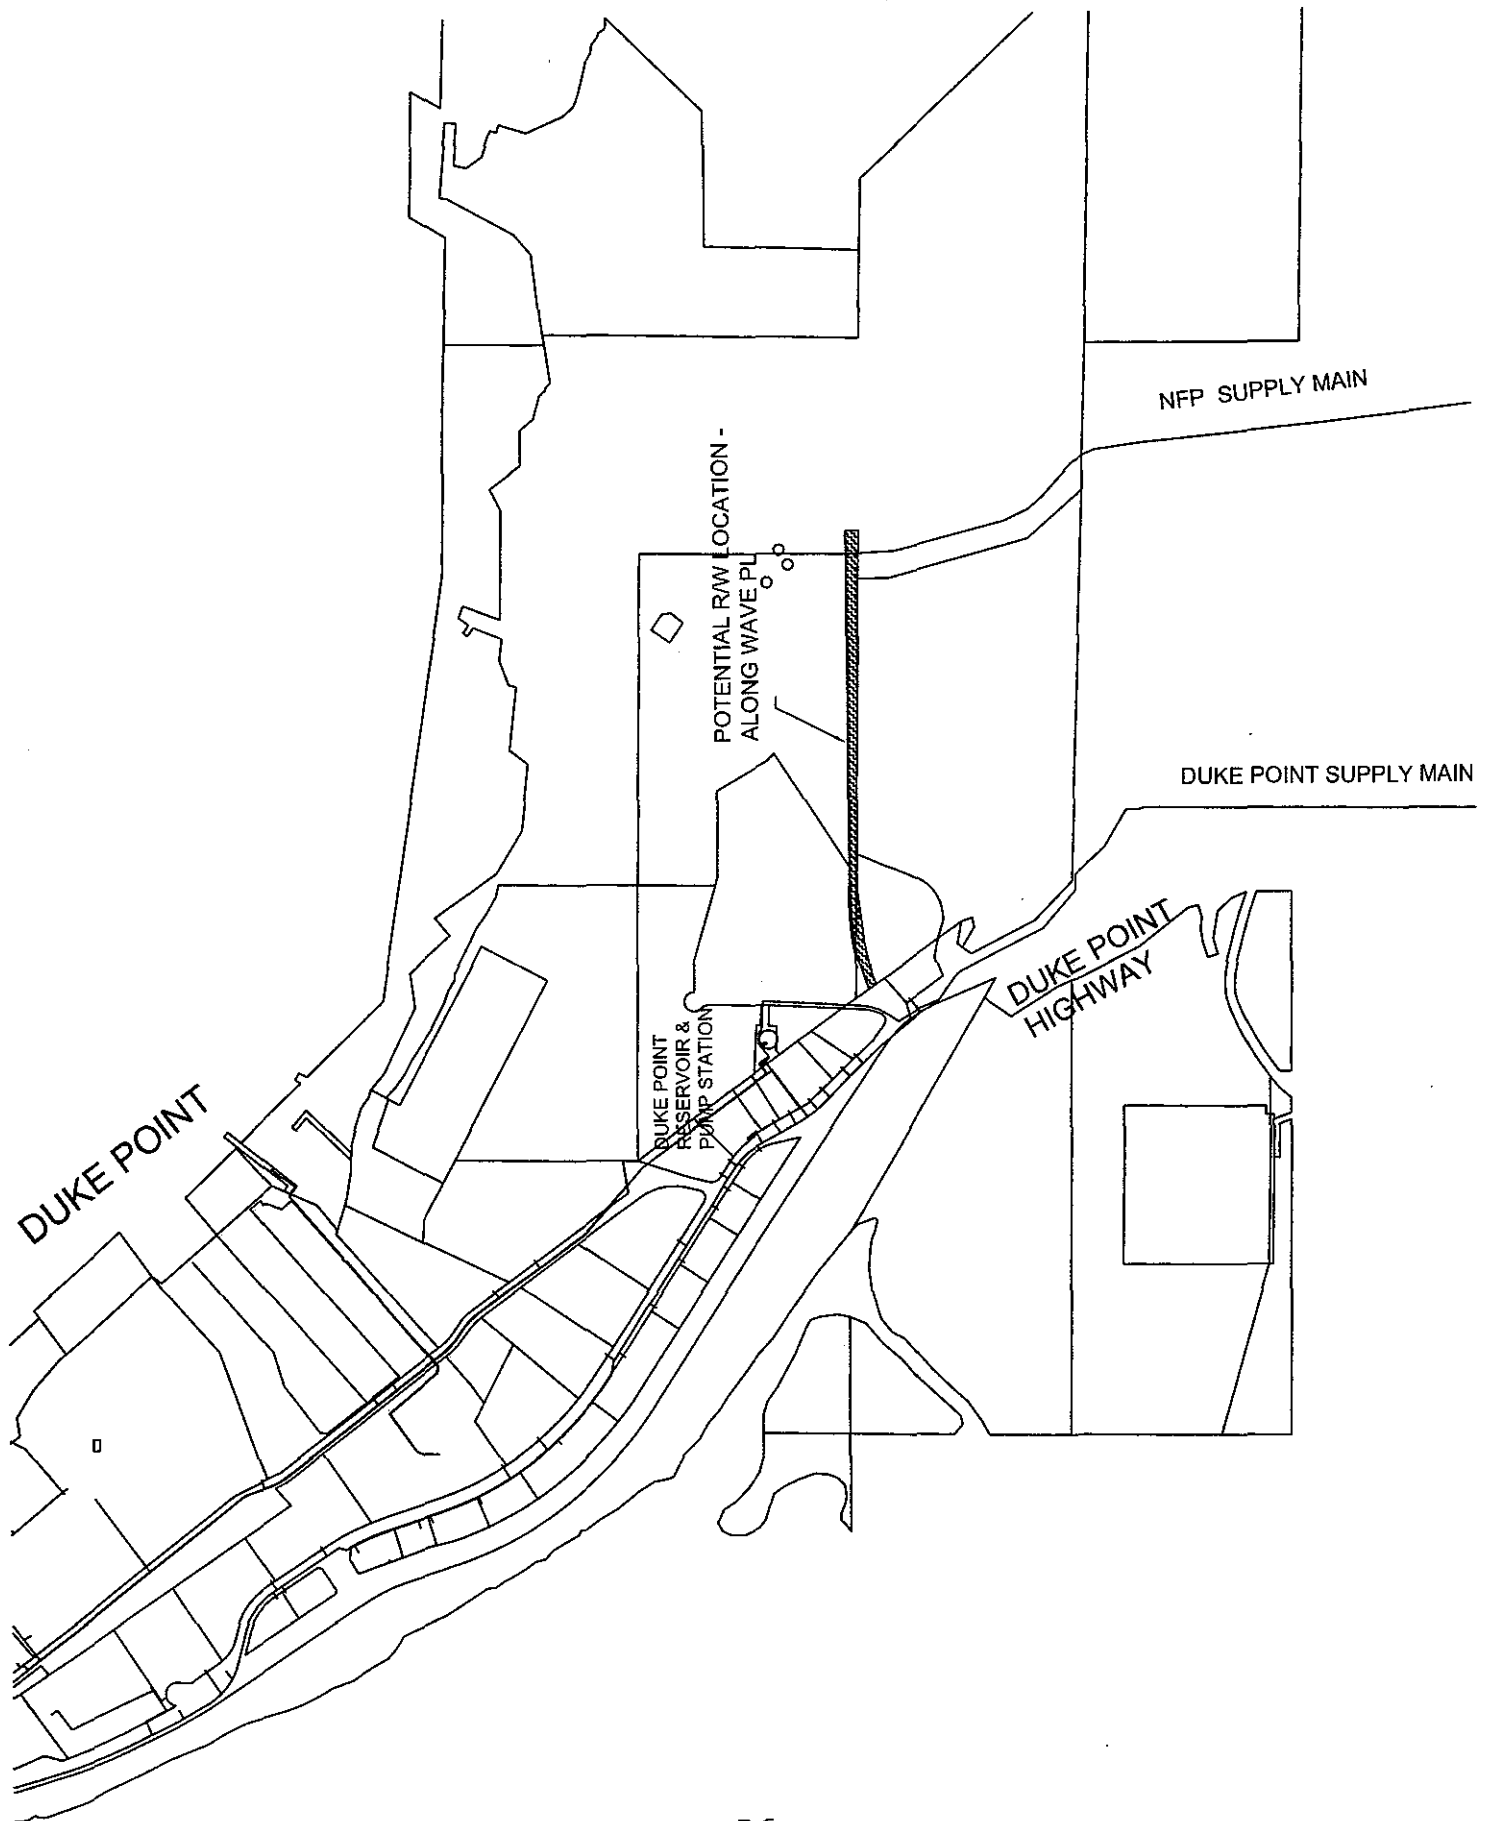 NFP SUPPLY MAIN
POTENTIAL R/W LOCATION -
ALONG WAVE PL
DUKE POINT SUPPLY MAIN
DUKE POINT
HIGHWAY
DUKE POINT
RESERVOIR &
PUMP STATION
DUKE POINT